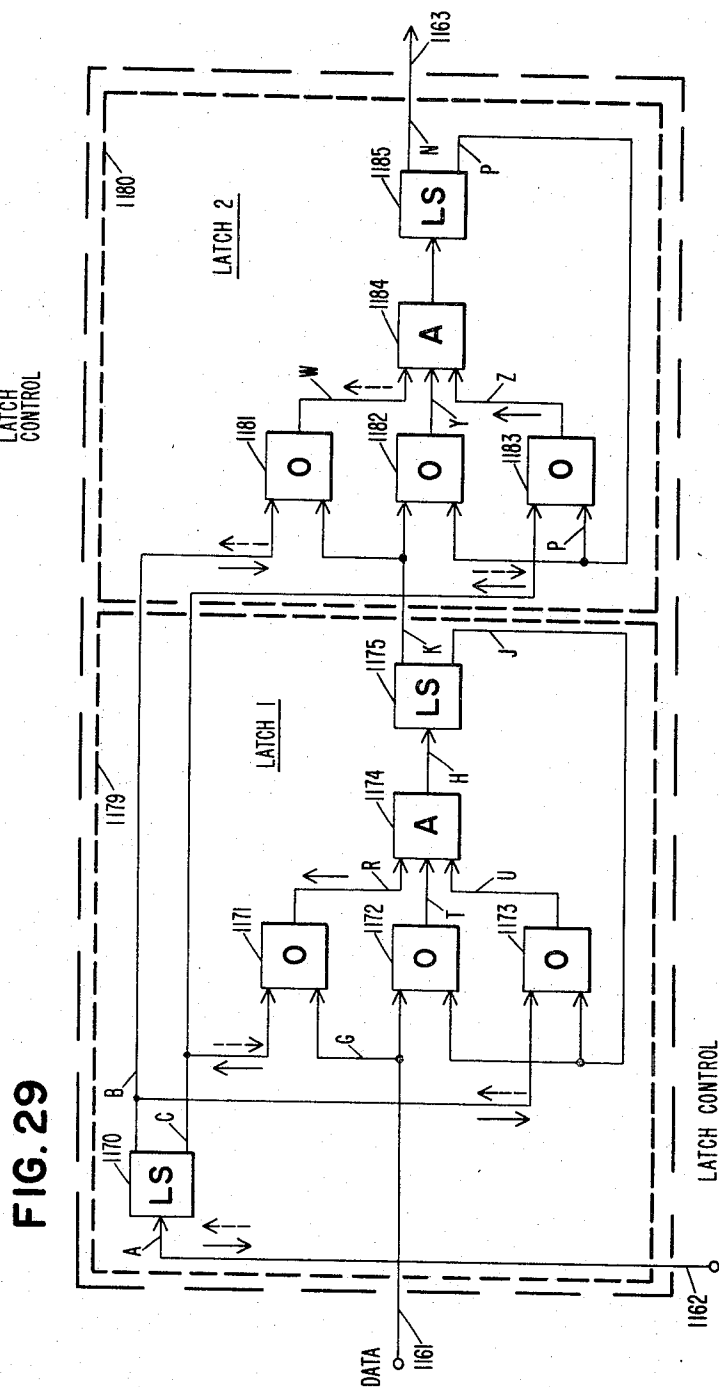 LATCH
CONTROL
FIG. 29
1179
1180
LATCH 1
LATCH 2
B
1170
LS
C
A
1171
O
R
1172
O
T
1173
O
U
G
1174
A
H
1175
LS
K
J
1181
O
W
1182
O
Y
1183
O
Z
P
1184
A
1185
LS
N
P
1163
DATA
1161
1162
LATCH CONTROL